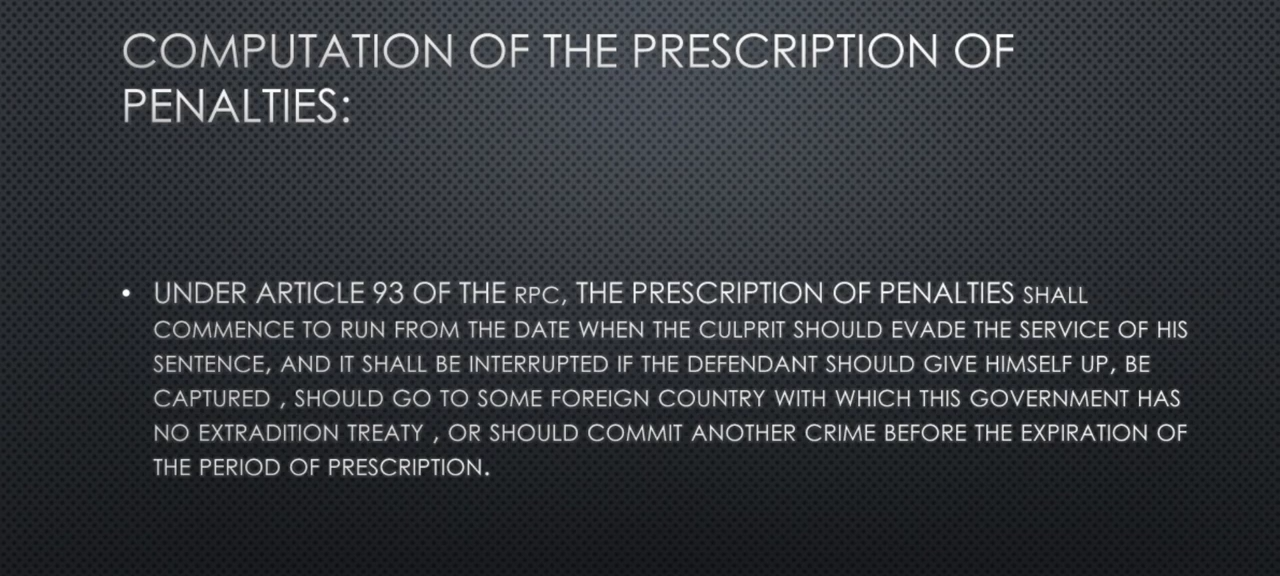 COMPUTATION OF THE PRESCRIPTION OF
PENALTIES:
• UNDER ARTICLE 93 OF THE RPC, THE PRESCRIPTION OF PENALTIES SHALL
COMMENCE TO RUN FROM THE DATE WHEN THE CULPRIT SHOULD EVADE THE SERVICE OF HIS
SENTENCE, AND IT SHALL BE INTERRUPTED IF THE DEFENDANT SHOULD GIVE HIMSELF UP, BE
CAPTURED , SHOULD GO TO SOME FOREIGN COUNTRY WITH WHICH THIS GOVERNMENT HAS
NO EXTRADITION TREATY , OR SHOULD COMMIT ANOTHER CRIME BEFORE THE EXPIRATION OF
THE PERIOD OF PRESCRIPTION.